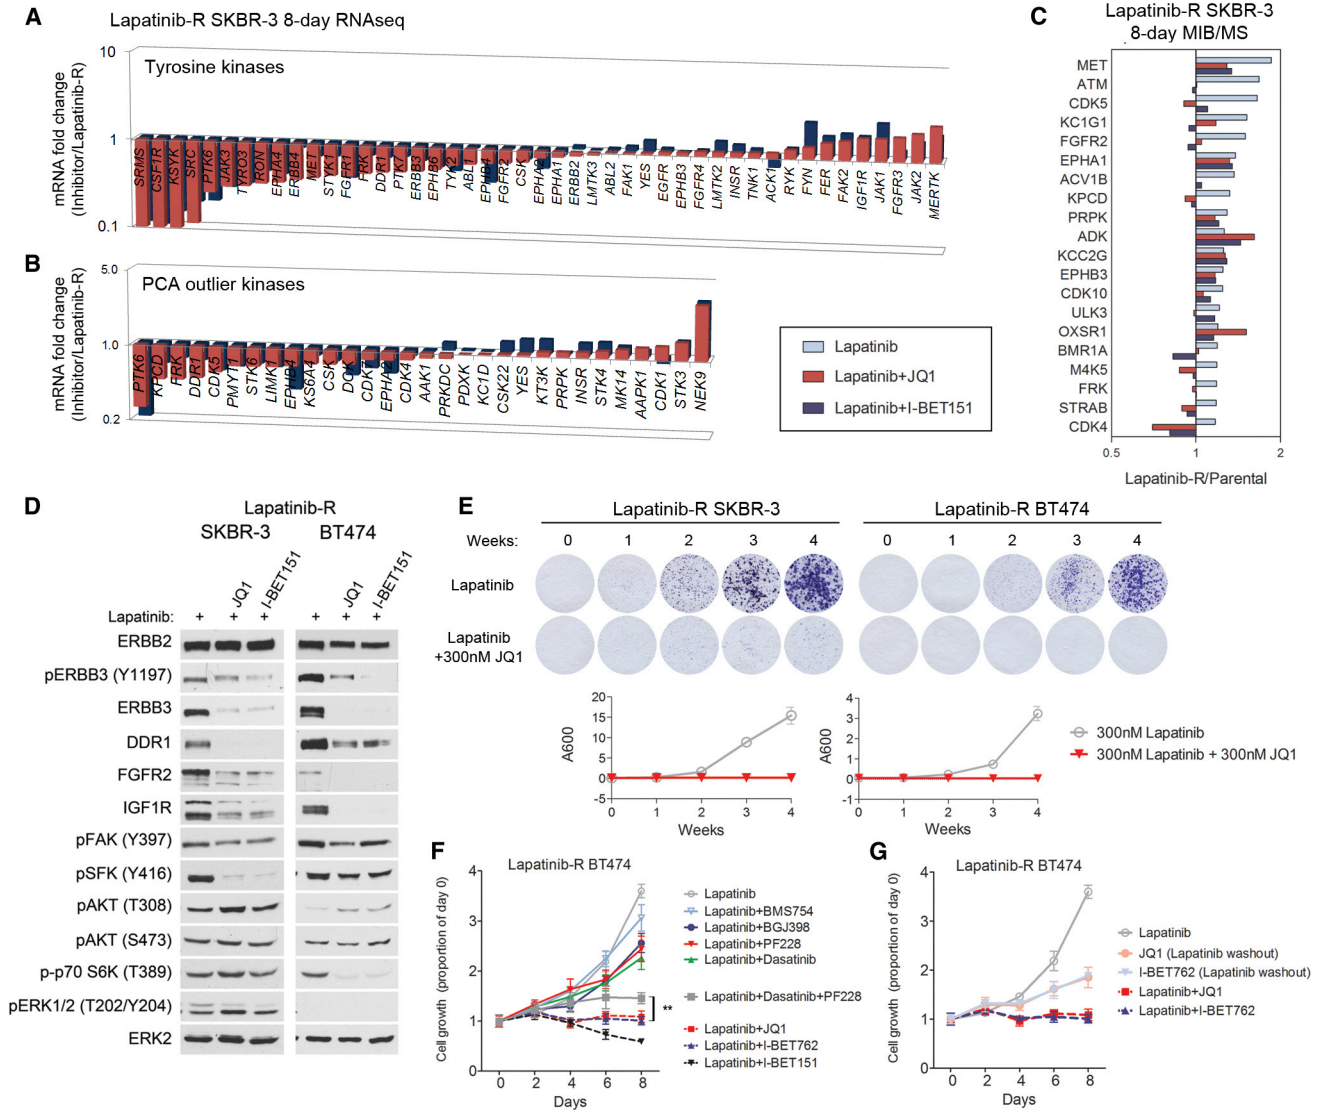 A
Lapatinib-R SKBR-3 8-day RNAseq
mRNA fold change
(Inhibitor/Lapatinib-R)
10
1
0.1
Tyrosine kinases
SRMS
CSF1R
KSYK
SRC
PTK6
JAK3
TYRO3
RON
EPHA4
ERBB4
MET
STYK1
FGFR1
FRK
DDR1
PTK7
ERBB3
EPHB6
TYK2
ABL1
EPHB4
FGFR2
CSK
EPHA2
EPHA1
ERBB2
LMTK3
ABL2
FAK1
YES
EGFR
EPHB3
FGFR4
LMTK2
INSR
TNK1
ACK1
RYK
FYN
FER
FAK2
IGF1R
JAK1
FGFR3
JAK2
MERTK
B
mRNA fold change
(Inhibitor/Lapatinib-R)
5.0
1.0
0.2
PCA outlier kinases
PTK6
KPCD
FRK
DDR1
CDK5
PMYT1
STK6
LIMK1
EPHB4
KS6A4
CSK
CDK4
AAK1
PRKDC
PDXK
KC1D
CSK22
YES
KT3K
PRPK
INSR
STK4
MK14
AAPK1
CDK1
STK3
NEK9
Lapatinib
Lapatinib+JQ1
Lapatinib+I-BET151
C
Lapatinib-R SKBR-3
8-day MIB/MS
MET
ATM
CDK5
KC1G1
FGFR2
EPHA1
ACV1B
KPCD
PRPK
ADK
KCC2G
EPHB3
CDK10
ULK3
OXSR1
BMR1A
M4K5
FRK
STRAB
CDK4
0.5 1 2
Lapatinib-R/Parental
D
Lapatinib-R
SKBR-3 BT474
Lapatinib: + + JQ1 + I-BET151 + + JQ1 + I-BET151
ERBB2
pERBB3 (Y1197)
ERBB3
DDR1
FGFR2
IGF1R
pFAK (Y397)
pSFK (Y416)
pAKT (T308)
pAKT (S473)
p-p70 S6K (T389)
pERK1/2 (T202/Y204)
ERK2
E
Lapatinib-R SKBR-3 Lapatinib-R BT474
Weeks: 0 1 2 3 4 0 1 2 3 4
Lapatinib
Lapatinib
+300nM JQ1
A600
20
15
10
5
0
-5
0 1 2 3 4
Weeks
A600
4
3
2
1
0
-1
0 1 2 3 4
Weeks
300nM Lapatinib
300nM Lapatinib + 300nM JQ1
F
Lapatinib-R BT474
Cell growth (proportion of day 0)
4
3
2
1
0
0 2 4 6 8
Days
**
Lapatinib
Lapatinib+BMS754
Lapatinib+BGJ398
Lapatinib+PF228
Lapatinib+Dasatinib
Lapatinib+Dasatinib+PF228
Lapatinib+JQ1
Lapatinib+I-BET762
Lapatinib+I-BET151
G
Lapatinib-R BT474
Cell growth (proportion of day 0)
4
3
2
1
0
0 2 4 6 8
Days
Lapatinib
JQ1 (Lapatinib washout)
I-BET762 (Lapatinib washout)
Lapatinib+JQ1
Lapatinib+I-BET762